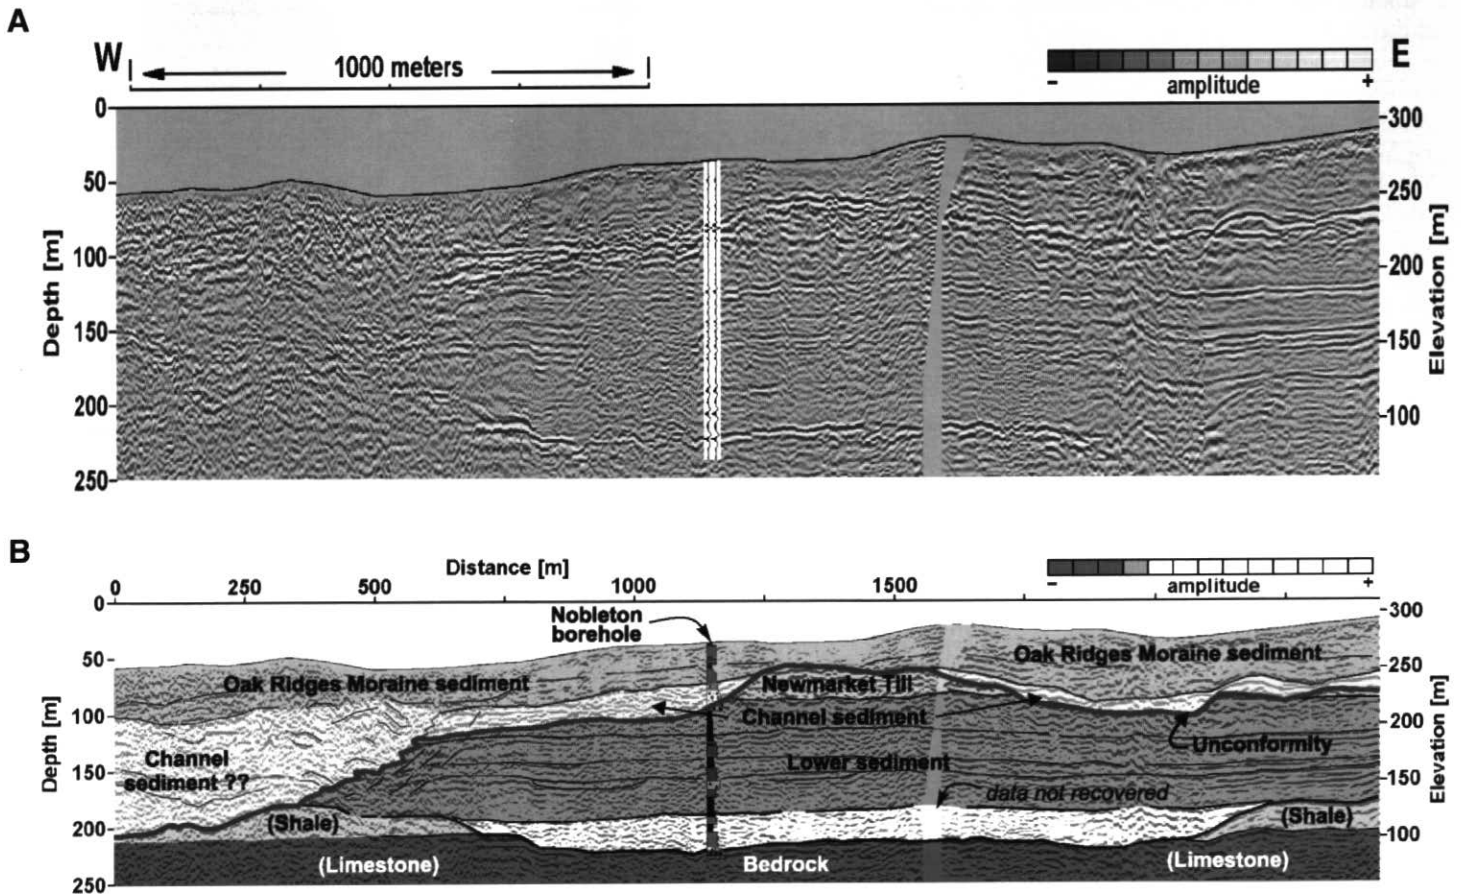 A
W
1000 meters
E
- amplitude +
0
50
100
150
200
250
Depth [m]
300
250
200
150
100
Elevation [m]
B
Distance [m]
0 250 500 1000 1500
- amplitude +
0
50
100
150
200
250
Depth [m]
300
250
200
150
100
Elevation [m]
Nobleton
borehole
Oak Ridges Moraine sediment
Oak Ridges Moraine sediment
Newmarket Till
Channel sediment
Unconformity
Channel
sediment ??
Lower sediment
data not recovered
(Shale)
(Shale)
(Limestone)
Bedrock
(Limestone)